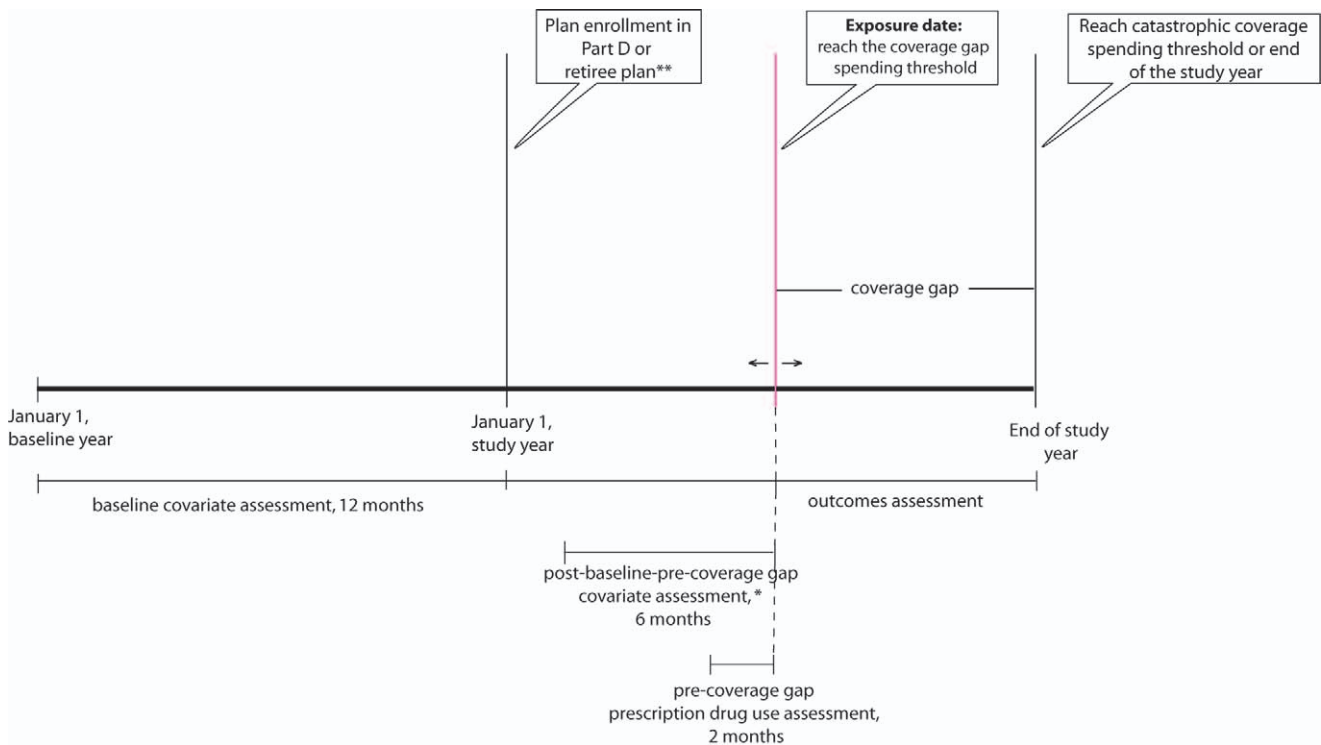 Plan enrollment in
Part D or
retiree plan**
Exposure date:
reach the coverage gap
spending threshold
Reach catastrophic coverage
spending threshold or end
of the study year
coverage gap
January 1,
baseline year
January 1,
study year
End of study
year
baseline covariate assessment, 12 months
outcomes assessment
post-baseline-pre-coverage gap
covariate assessment,*
6 months
pre-coverage gap
prescription drug use assessment,
2 months